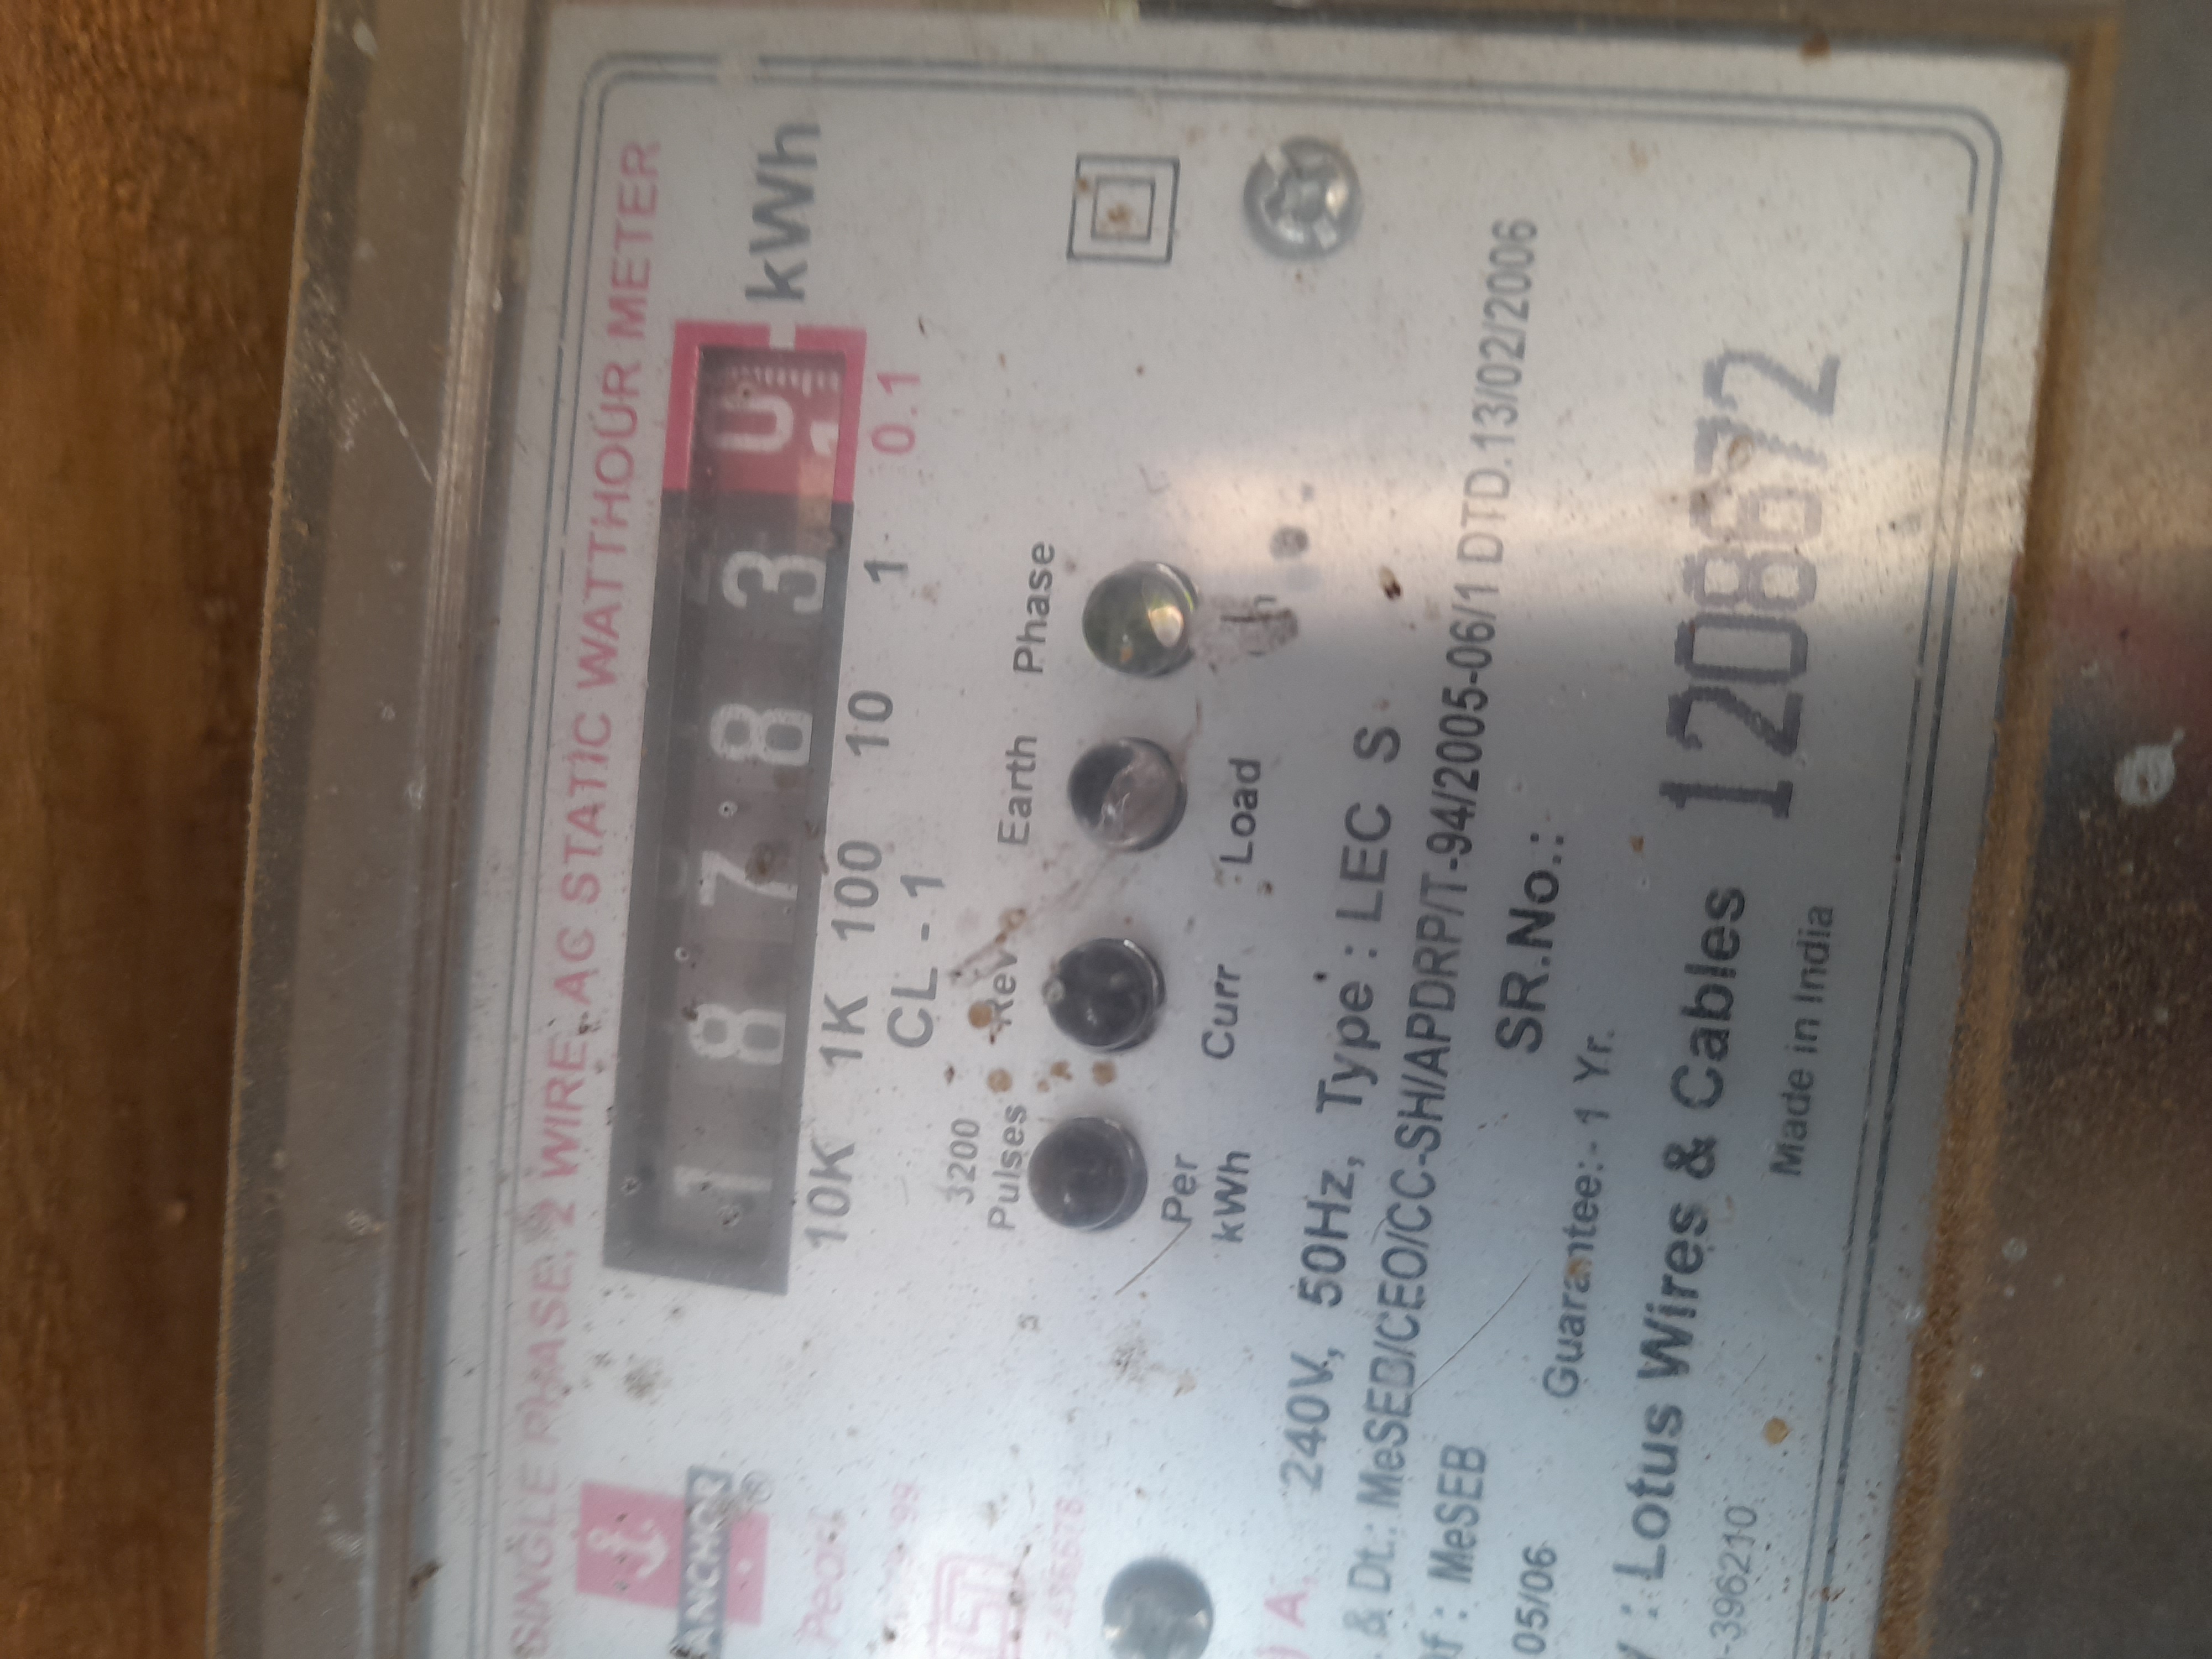 SINGLE PHASE, 2 WIRE, AC STATIC WATTHOUR METER
ANCHOR ®
1 8 7 8 3 0 kWh
1
10K 1K 100 10 1 0.1
CL - 1
3200
Pulses Rev Earth Phase
Per
kWh Curr Load
A, 240V, 50Hz, Type : LEC S
& Dt.: MeSEB/CEO/CC-SH/APDRP/T-94/2005-06/1 DTD.13/02/2006
MeSEB SR.No.:
05/06 Guarantee:- 1 Yr.
: Lotus Wires & Cables 1208672
-396210 Made in India